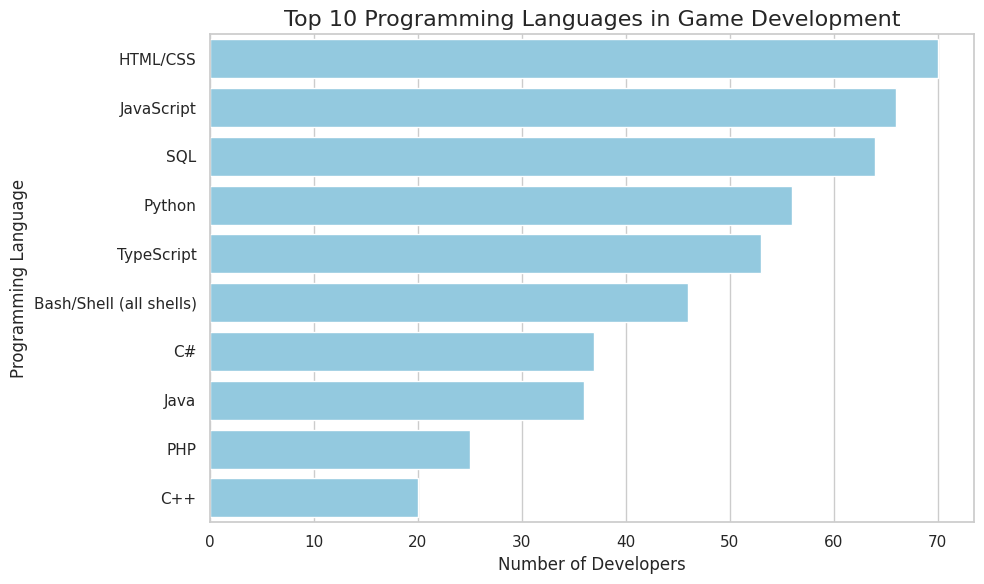 Top 10 Programming Languages in Game Development
Programming Language
HTML/CSS
JavaScript
SQL
Python
TypeScript
Bash/Shell (all shells)
C#
Java
PHP
C++
0 10 20 30 40 50 60 70
Number of Developers